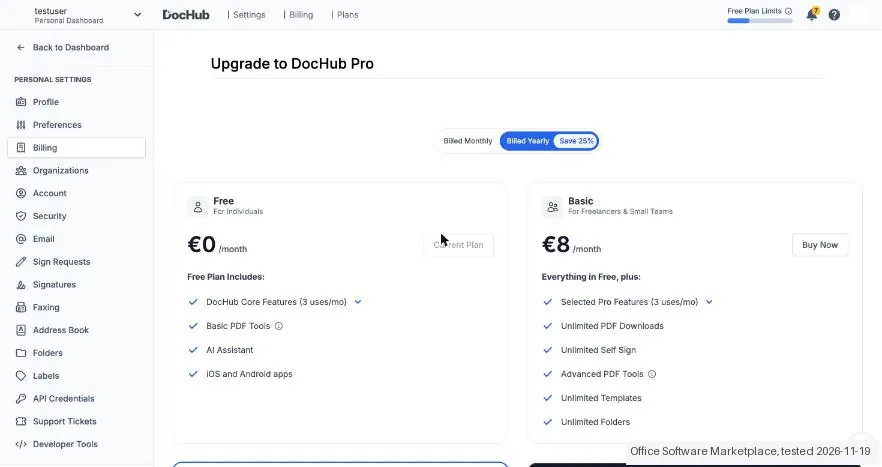 testuser
Personal Dashboard
DocHub
Settings
Billing
Plans
Free Plan Limits
7
Back to Dashboard
PERSONAL SETTINGS
Profile
Preferences
Billing
Organizations
Account
Security
Email
Sign Requests
Signatures
Faxing
Address Book
Folders
Labels
API Credentials
Support Tickets
Developer Tools
Upgrade to DocHub Pro
Billed Monthly
Billed Yearly
Save 25%
Free
For Individuals
€0 /month
Current Plan
Free Plan Includes:
DocHub Core Features (3 uses/mo)
Basic PDF Tools
AI Assistant
iOS and Android apps
Basic
For Freelancers & Small Teams
€8 /month
Buy Now
Everything in Free, plus:
Selected Pro Features (3 uses/mo)
Unlimited PDF Downloads
Unlimited Self Sign
Advanced PDF Tools
Unlimited Templates
Unlimited Folders
Office Software Marketplace, tested 2026-11-19